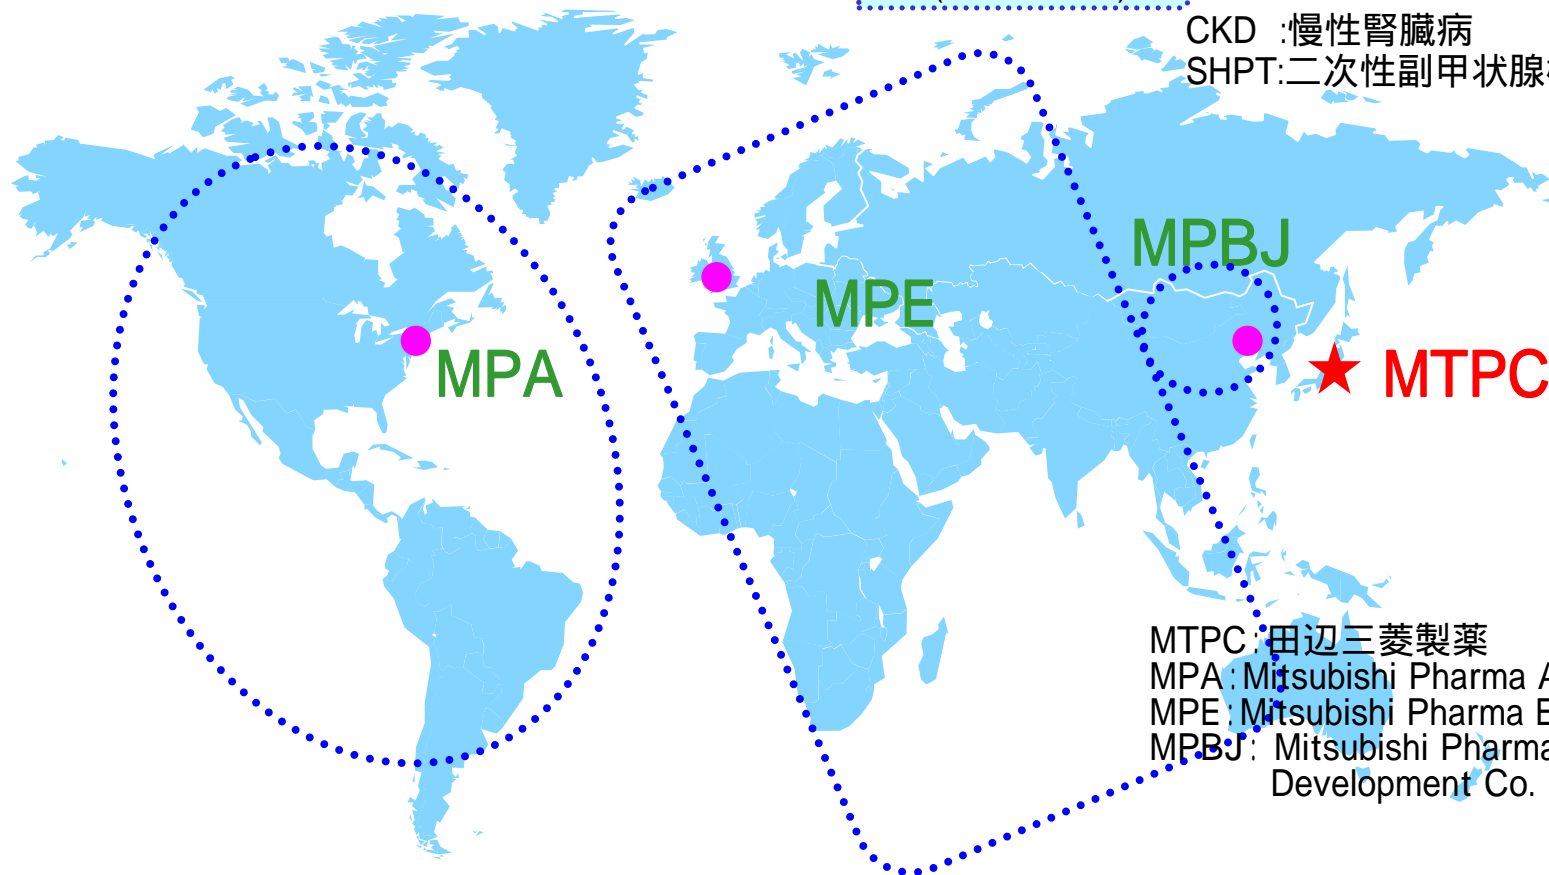 CKD :慢性腎臓病
SHPT:二次性副甲状腺
MPBJ
MPE
MPA
MTPC
MTPC:田辺三菱製薬
MPA:Mitsubishi Pharma A
MPE:Mitsubishi Pharma E
MPBJ: Mitsubishi Pharma
Development Co.